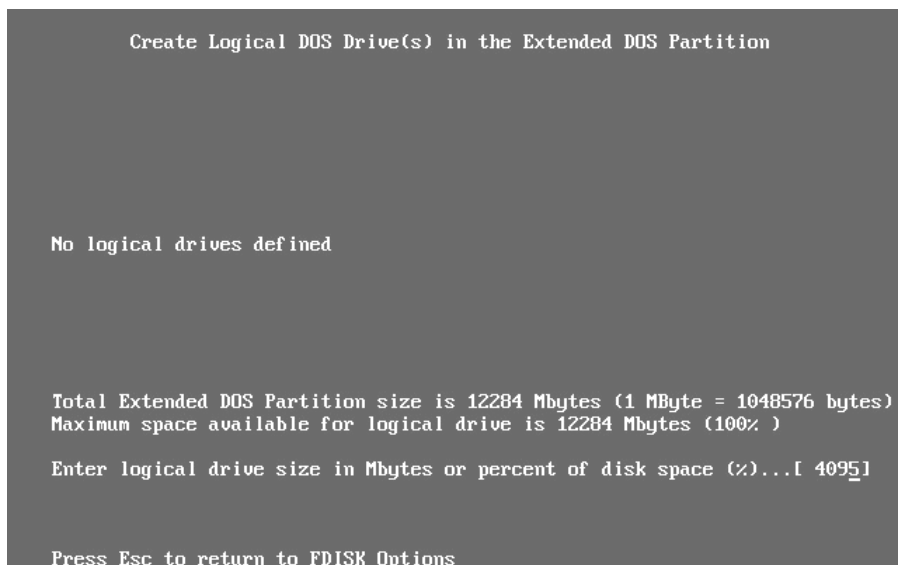 Create Logical DOS Drive(s) in the Extended DOS Partition
No logical drives defined
Total Extended DOS Partition size is 12284 Mbytes (1 MByte = 1048576 bytes)
Maximum space available for logical drive is 12284 Mbytes (100% )
Enter logical drive size in Mbytes or percent of disk space (%)...[ 4095]
Press Esc to return to FDISK Options